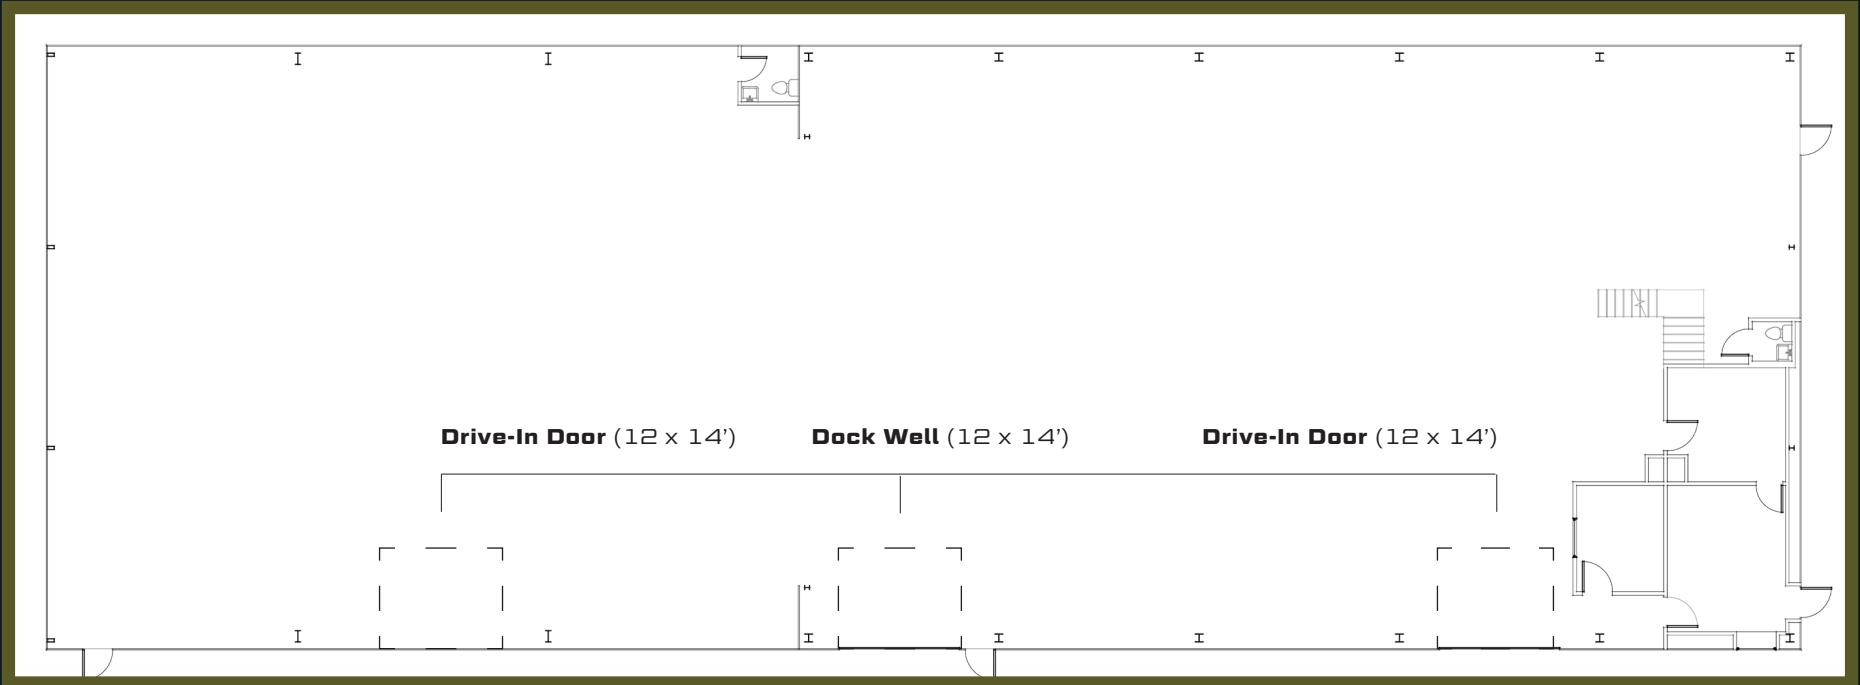 Drive-In Door (12 x 14’) Dock Well (12 x 14’) Drive-In Door (12 x 14’)